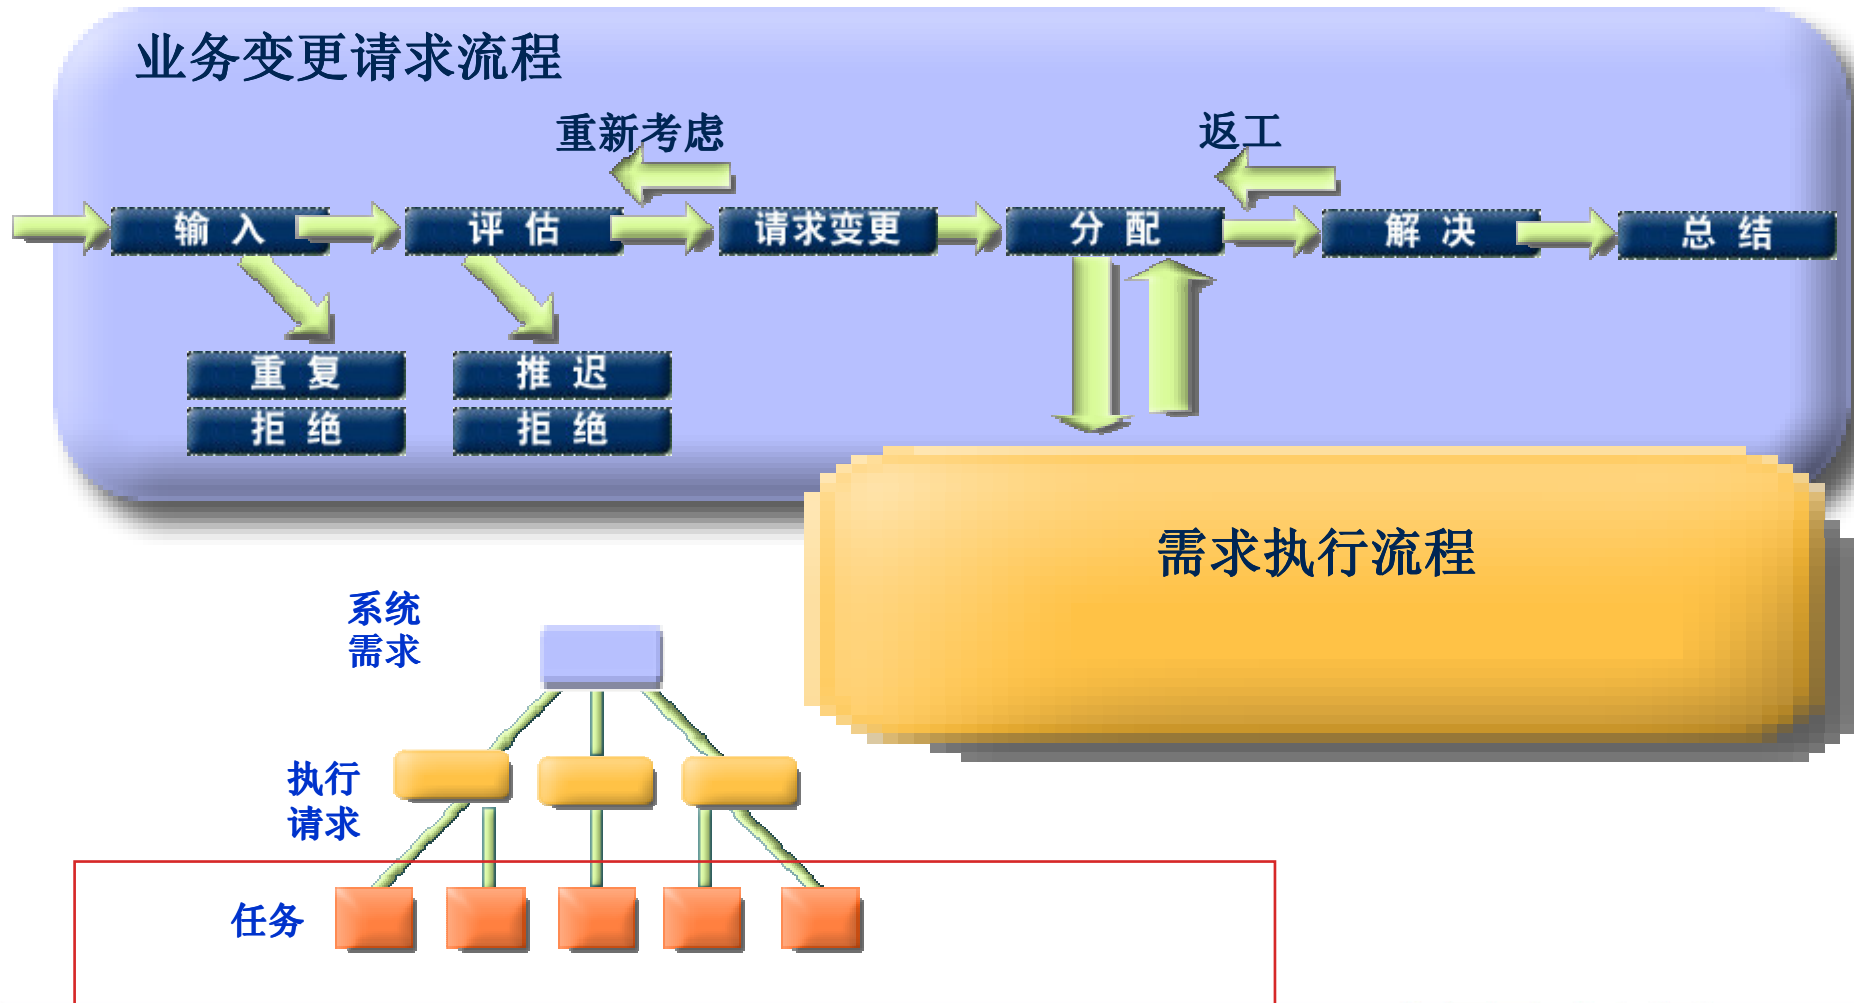 业务变更请求流程
重新考虑
返工
输入
评估
请求变更
分配
解决
总结
重复
推迟
拒绝
拒绝
需求执行流程
系统
需求
执行
请求
任务